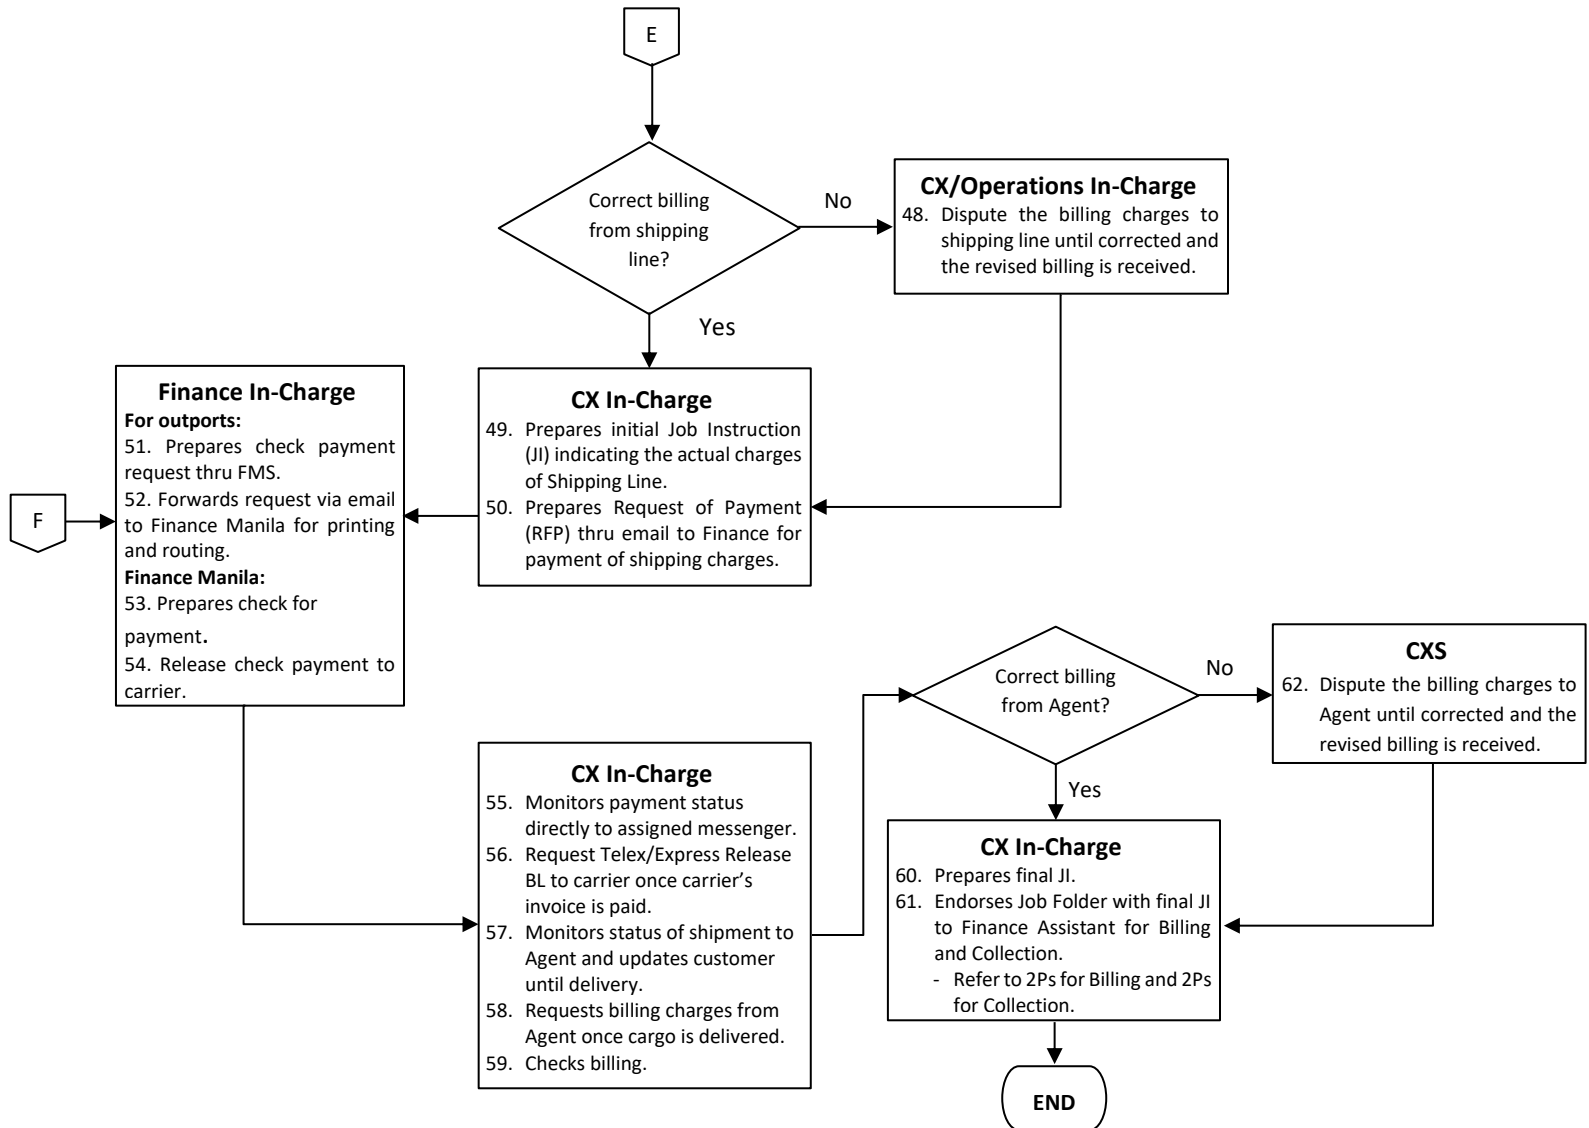 E
Correct billing
from shipping
line?
No
CX/Operations In-Charge
48. Dispute the billing charges to
shipping line until corrected and
the revised billing is received.
Yes
CX In-Charge
49. Prepares initial Job Instruction
(JI) indicating the actual charges
of Shipping Line.
50. Prepares Request of Payment
(RFP) thru email to Finance for
payment of shipping charges.
Finance In-Charge
For outports:
51. Prepares check payment
request thru FMS.
52. Forwards request via email
to Finance Manila for printing
and routing.
Finance Manila:
53. Prepares check for
payment.
54. Release check payment to
carrier.
F
CX In-Charge
55. Monitors payment status
directly to assigned messenger.
56. Request Telex/Express Release
BL to carrier once carrier's
invoice is paid.
57. Monitors status of shipment to
Agent and updates customer
until delivery.
58. Requests billing charges from
Agent once cargo is delivered.
59. Checks billing.
Correct billing
from Agent?
No
CXS
62. Dispute the billing charges to
Agent until corrected and the
revised billing is received.
Yes
CX In-Charge
60. Prepares final JI.
61. Endorses Job Folder with final JI
to Finance Assistant for Billing
and Collection.
- Refer to 2Ps for Billing and 2Ps
for Collection.
END